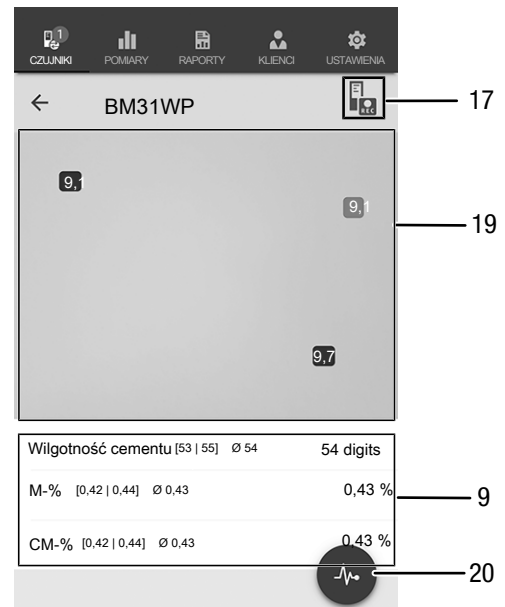 1
CZUJNIKI POMIARY RAPORTY KLIENCI USTAWIENIA
BM31WP
REC
17
9,1
9,1
19
9,7
Wilgotność cementu [53 | 55] Ø 54 54 digits
M-% [0,42 | 0,44] Ø 0,43 0,43 %
9
CM-% [0,42 | 0,44] Ø 0,43 0,43 %
20